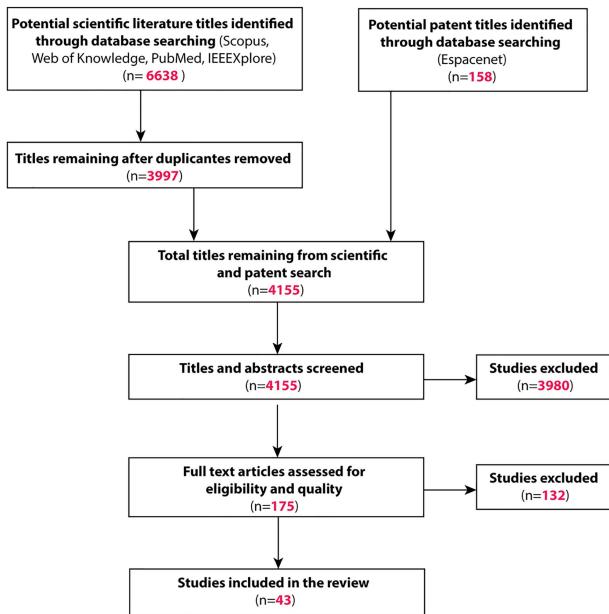 Potential scientific literature titles identified
through database searching (Scopus,
Web of Knowledge, PubMed, IEEEXplore)
(n= 6638 )
Potential patent titles identified
through database searching
(Espacenet)
(n=158)
Titles remaining after duplicantes removed
(n=3997)
Total titles remaining from scientific
and patent search
(n=4155)
Titles and abstracts screened
(n=4155)
Studies excluded
(n=3980)
Full text articles assessed for
eligibility and quality
(n=175)
Studies excluded
(n=132)
Studies included in the review
(n=43)